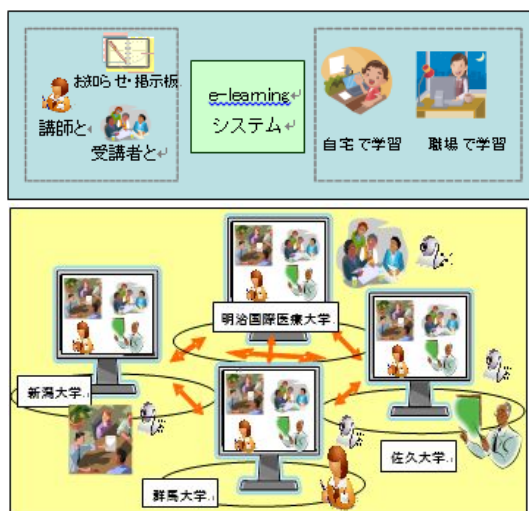 お知らせ・掲示板
講師と
受講者と
e-learning
システム
自宅で学習
職場で学習
明治国際医療大学
新潟大学
佐久大学
群馬大学